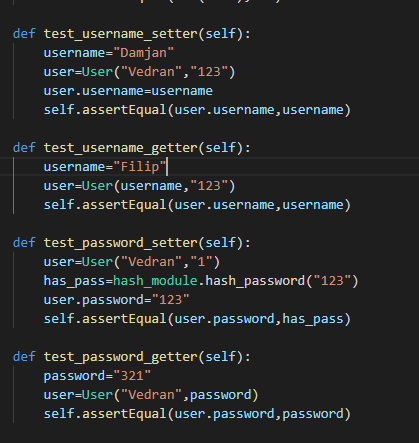 def test_username_setter(self):
    username="Damjan"
    user=User("Vedran","123")
    user.username=username
    self.assertEqual(user.username,username)

def test_username_getter(self):
    username="Filip"
    user=User(username,"123")
    self.assertEqual(user.username,username)

def test_password_setter(self):
    user=User("Vedran","1")
    has_pass=hash_module.hash_password("123")
    user.password="123"
    self.assertEqual(user.password,has_pass)

def test_password_getter(self):
    password="321"
    user=User("Vedran",password)
    self.assertEqual(user.password,password)